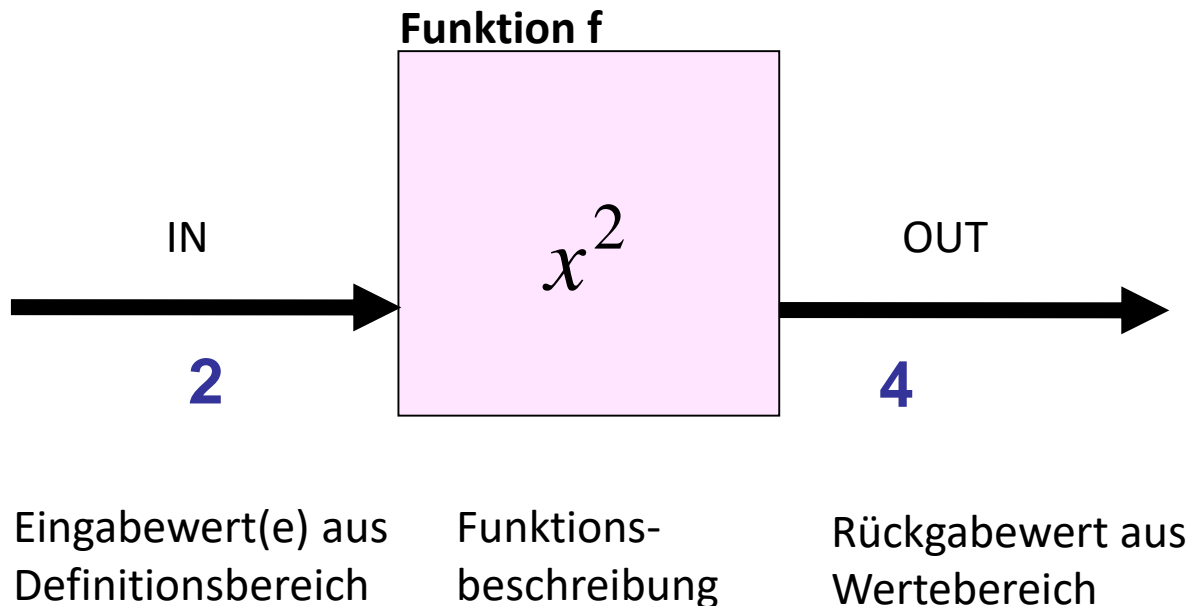 Funktion f
IN
x²
OUT
2
4
Eingabewert(e) aus
Definitionsbereich
Funktions-
beschreibung
Rückgabewert aus
Wertebereich